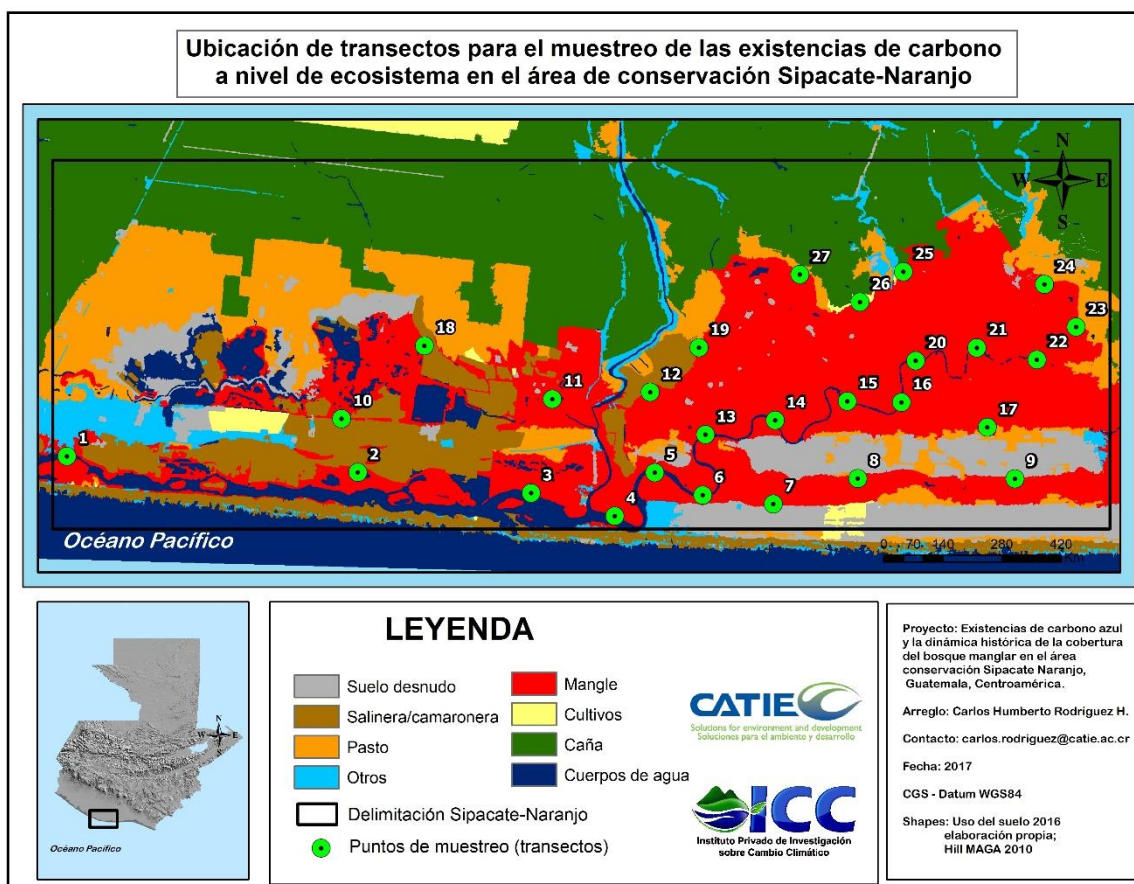 Ubicación de transectos para el muestreo de las existencias de carbono
a nivel de ecosistema en el área de conservación Sipacate-Naranjo
N
W E
S
27
25
26
24
23
18
19
20
21
22
11
12
15
16
10
13
14
17
1
2
3
5
6
8
9
4
7
Océano Pacífico
0 70 140 280 420
Km
N
W E
S
Océano Pacífico
LEYENDA
Suelo desnudo
Salinera/camaronera
Pasto
Otros
Mangle
Cultivos
Caña
Cuerpos de agua
Delimitación Sipacate-Naranjo
Puntos de muestreo (transectos)
CATIE
Solutions for environment and development
Soluciones para el ambiente y desarrollo
ICC
Instituto Privado de Investigación
sobre Cambio Climático
Proyecto: Existencias de carbono azul
y la dinámica histórica de la cobertura
del bosque manglar en el área
conservación Sipacate Naranjo,
Guatemala, Centroamérica.
Arreglo: Carlos Humberto Rodríguez H.
Contacto: carlos.rodriguez@catie.ac.cr
Fecha: 2017
CGS - Datum WGS84
Shapes: Uso del suelo 2016
elaboración propia;
Hill MAGA 2010